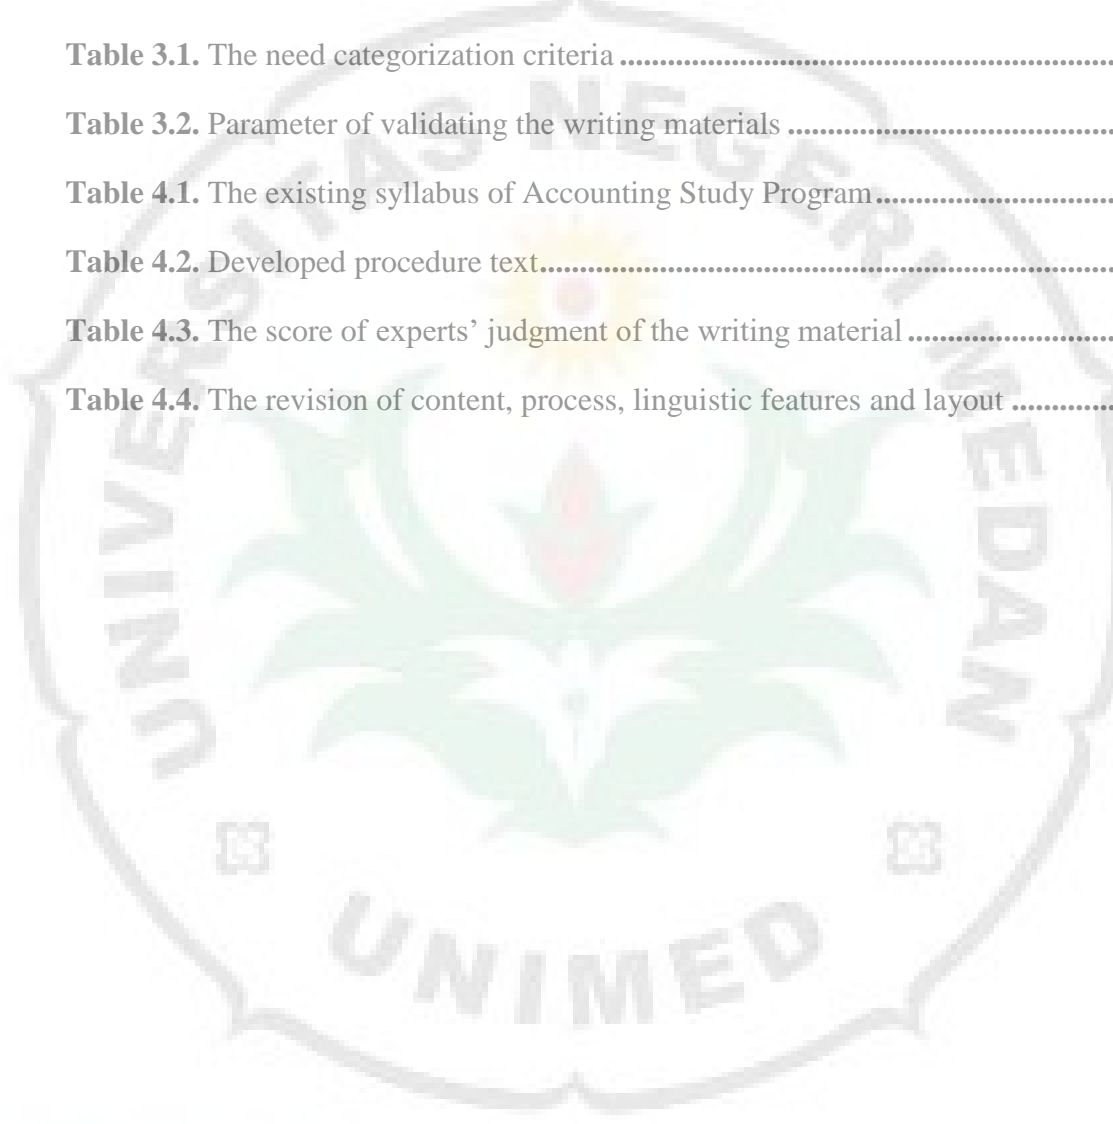 Table 3.1. The need categorization criteria ..............................................................
Table 3.2. Parameter of validating the writing materials .........................................
Table 4.1. The existing syllabus of Accounting Study Program..............................
Table 4.2. Developed procedure text........................................................................
Table 4.3. The score of experts’ judgment of the writing material ..........................
Table 4.4. The revision of content, process, linguistic features and layout .............
UNIVERSITAS NEGERI MEDAN
UNIMED